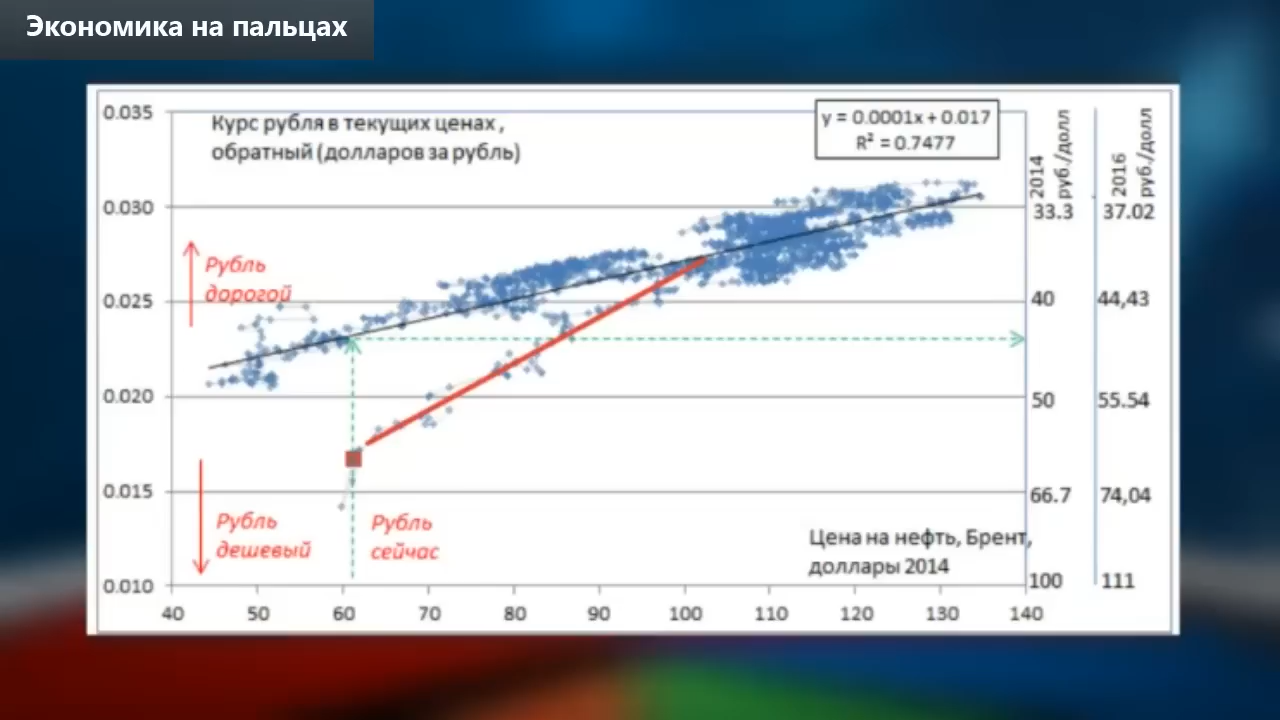 Экономика на пальцах
Курс рубля в текущих ценах ,
обратный (долларов за рубль)
y = 0.0001x + 0.017
R² = 0.7477
2014
руб./долл
2016
руб./долл
0.035
0.030
0.025
0.020
0.015
0.010
33.3
40
50
66.7
100
37.02
44,43
55.54
74,04
111
Рубль
дорогой
Рубль
дешевый
Рубль
сейчас
Цена на нефть, Брент,
доллары 2014
40 50 60 70 80 90 100 110 120 130 140